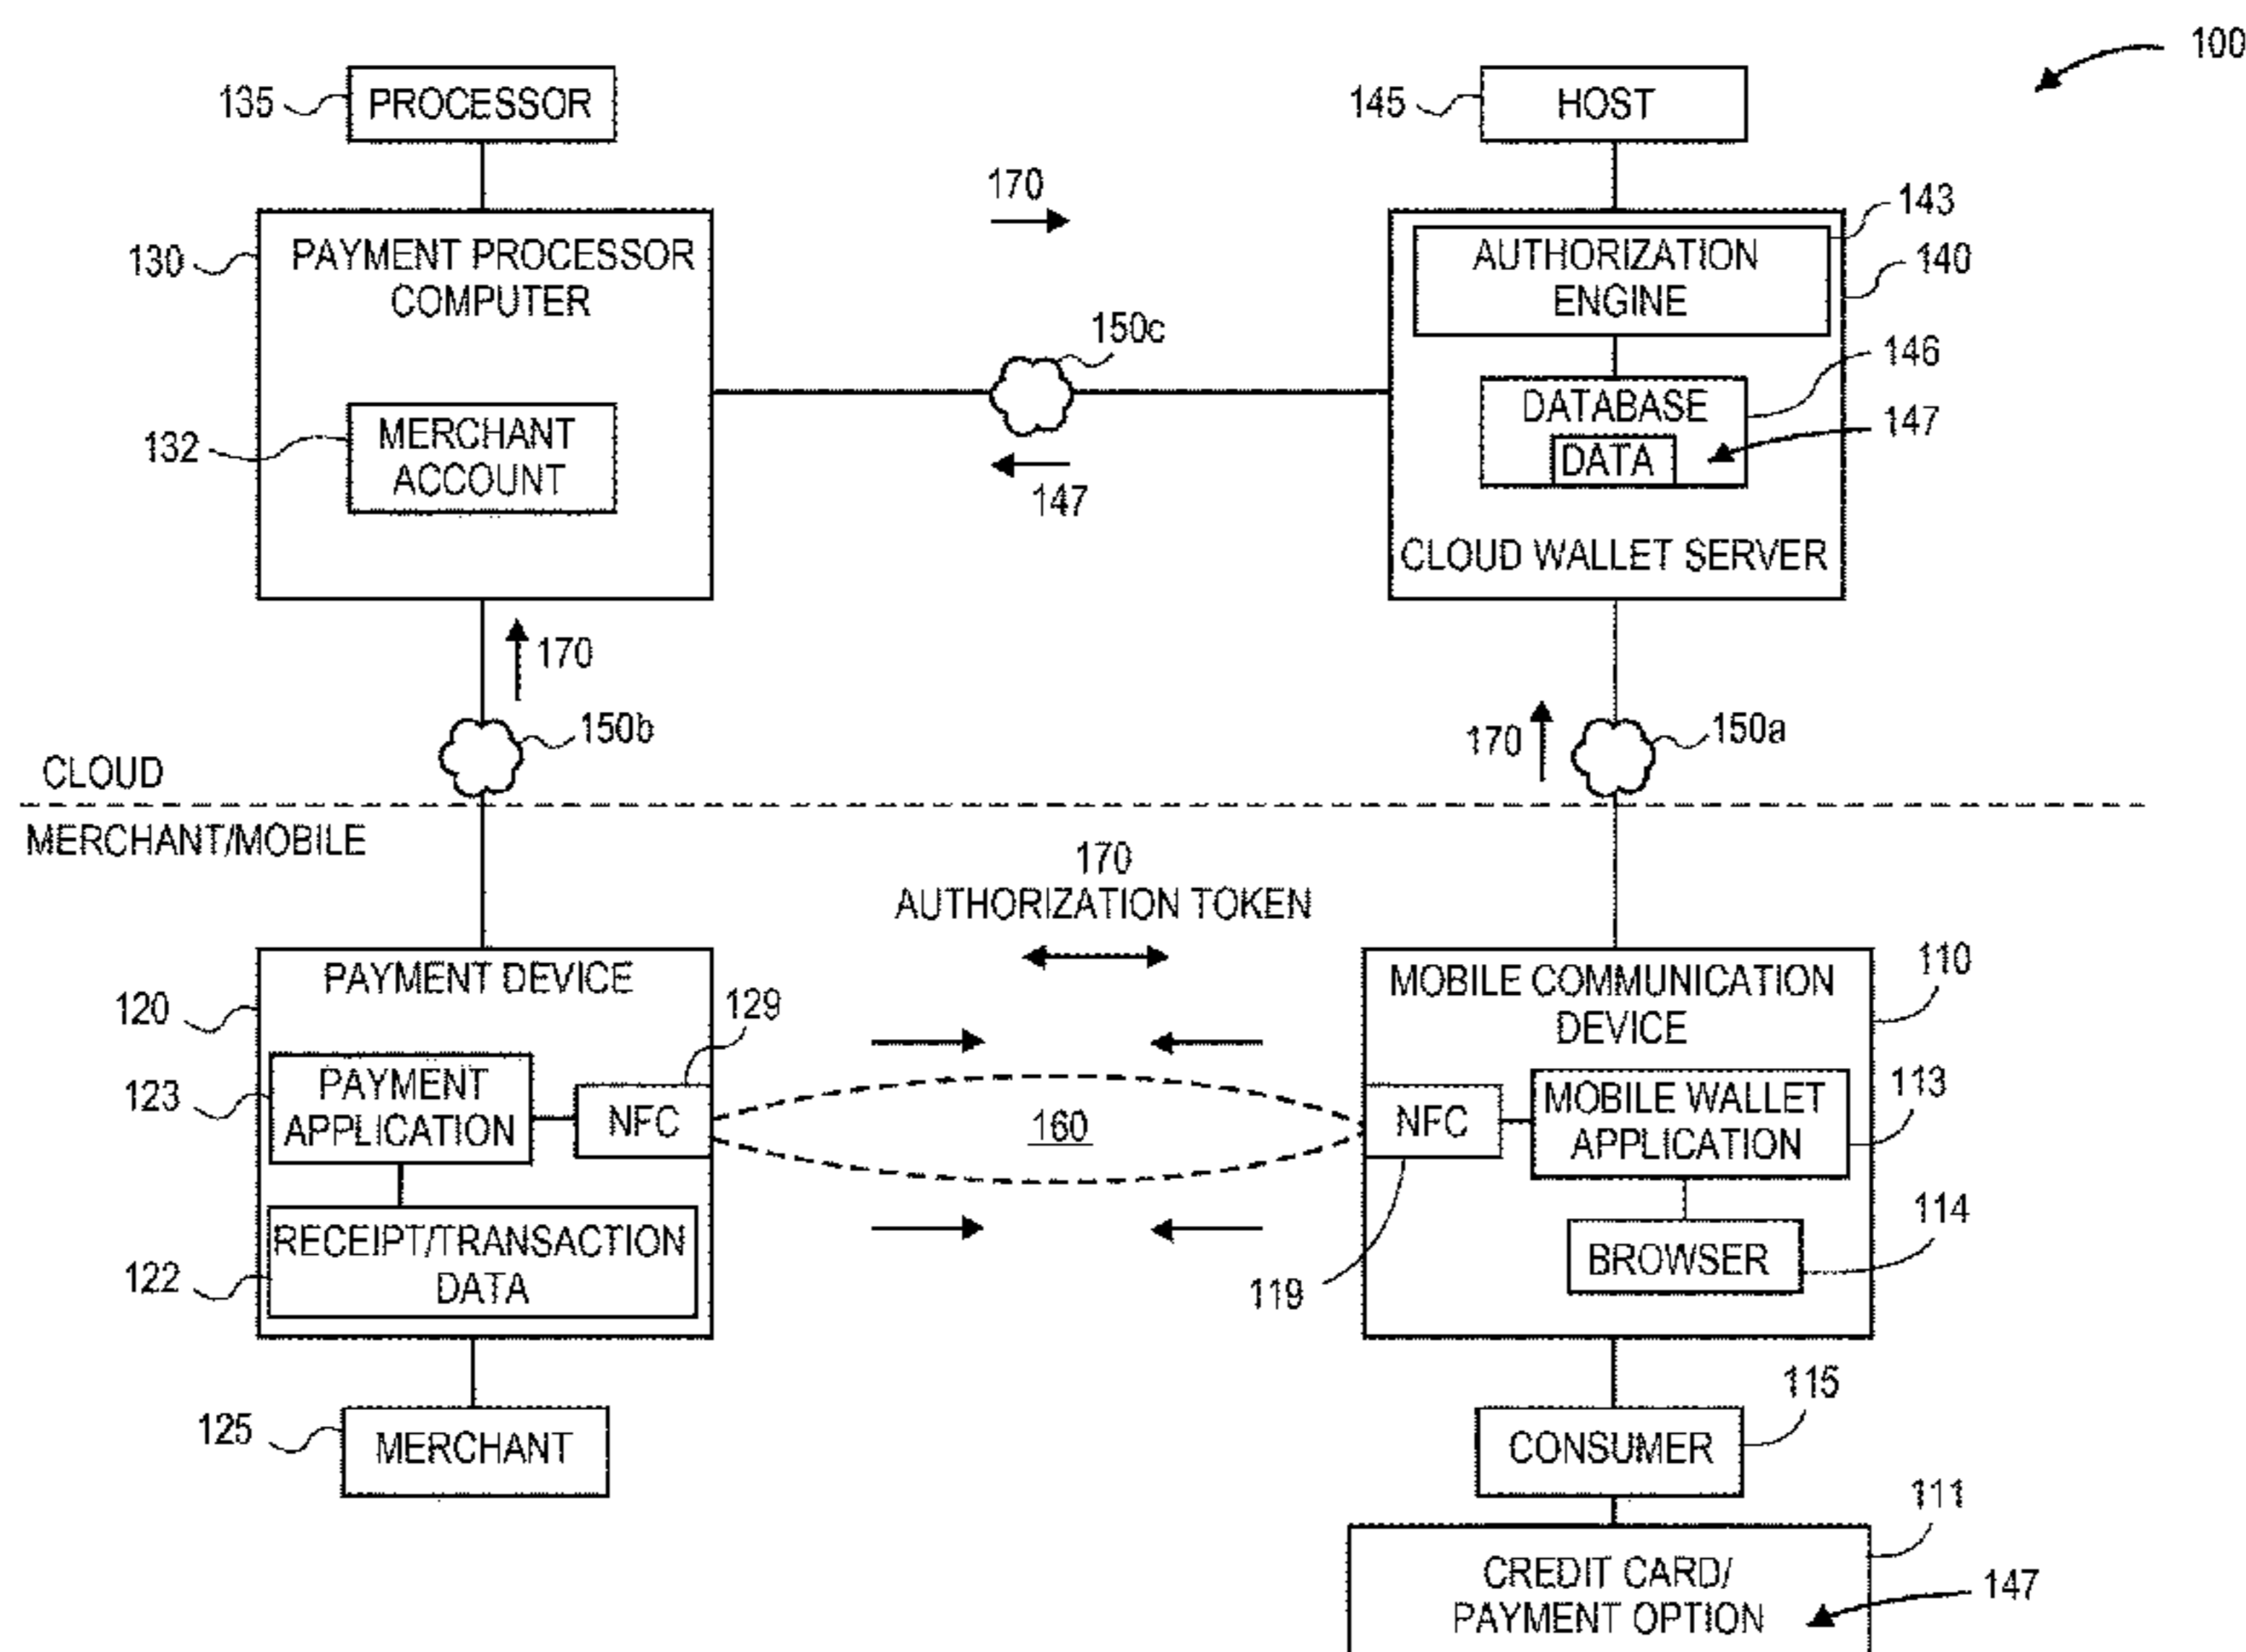 100
135
PROCESSOR
145
HOST
170
143
130
PAYMENT PROCESSOR
COMPUTER
AUTHORIZATION
ENGINE
140
150c
146
132
MERCHANT
ACCOUNT
DATABASE
DATA
147
147
CLOUD WALLET SERVER
170
150b
170
150a
CLOUD
MERCHANT/MOBILE
170
AUTHORIZATION TOKEN
120
PAYMENT DEVICE
129
MOBILE COMMUNICATION
DEVICE
110
123
PAYMENT
APPLICATION
NFC
160
NFC
MOBILE WALLET
APPLICATION
113
122
RECEIPT/TRANSACTION
DATA
119
BROWSER
114
125
MERCHANT
CONSUMER
115
111
CREDIT CARD/
PAYMENT OPTION
147